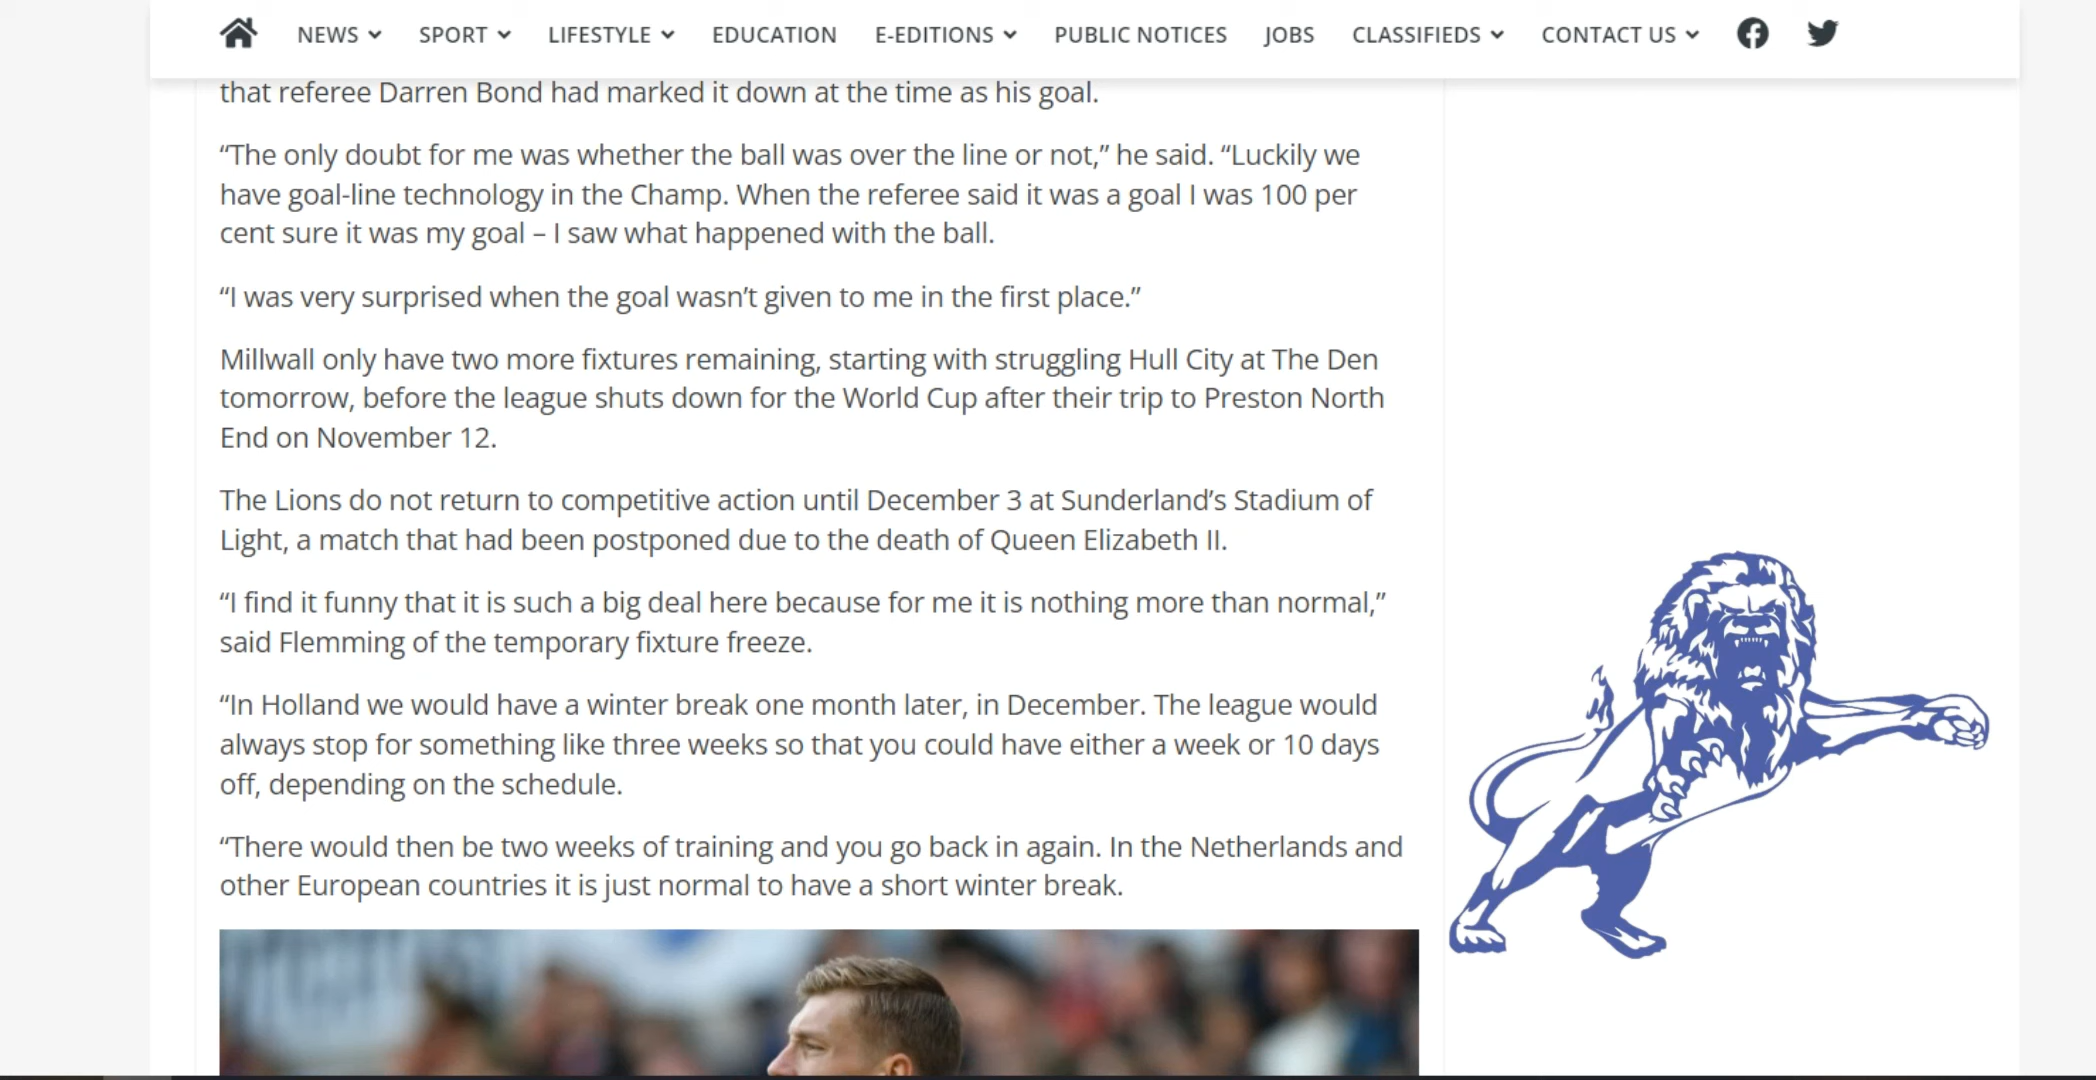 NEWS SPORT LIFESTYLE EDUCATION E-EDITIONS PUBLIC NOTICES JOBS CLASSIFIEDS CONTACT US
that referee Darren Bond had marked it down at the time as his goal.
“The only doubt for me was whether the ball was over the line or not,” he said. “Luckily we
have goal-line technology in the Champ. When the referee said it was a goal I was 100 per
cent sure it was my goal – I saw what happened with the ball.
“I was very surprised when the goal wasn’t given to me in the first place.”
Millwall only have two more fixtures remaining, starting with struggling Hull City at The Den
tomorrow, before the league shuts down for the World Cup after their trip to Preston North
End on November 12.
The Lions do not return to competitive action until December 3 at Sunderland’s Stadium of
Light, a match that had been postponed due to the death of Queen Elizabeth II.
“I find it funny that it is such a big deal here because for me it is nothing more than normal,”
said Flemming of the temporary fixture freeze.
“In Holland we would have a winter break one month later, in December. The league would
always stop for something like three weeks so that you could have either a week or 10 days
off, depending on the schedule.
“There would then be two weeks of training and you go back in again. In the Netherlands and
other European countries it is just normal to have a short winter break.